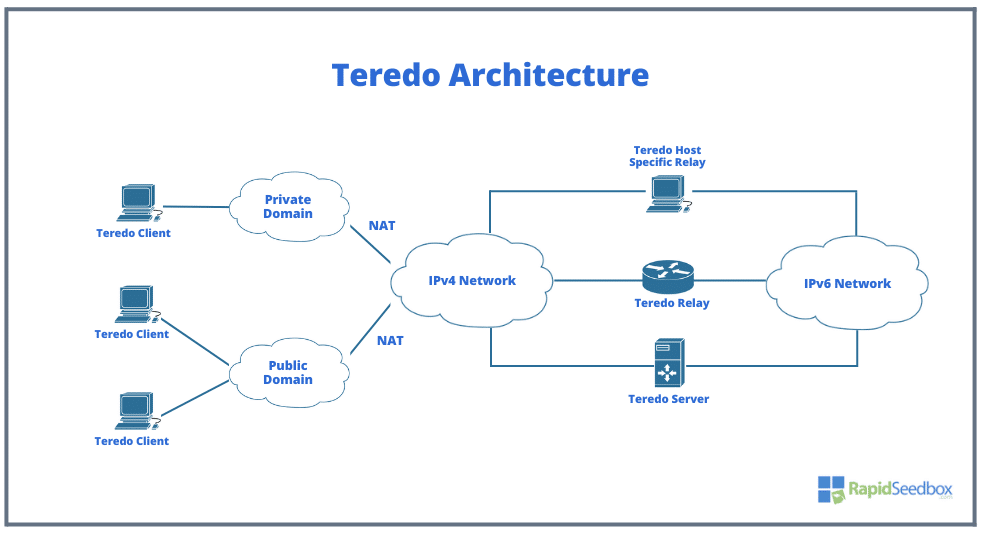 Teredo Architecture
Teredo Host
Specific Relay
Private
Domain
Teredo Client
NAT
IPv4 Network
IPv6 Network
Teredo Relay
Teredo Client
NAT
Public
Domain
Teredo Server
Teredo Client
RapidSeedbox
.com